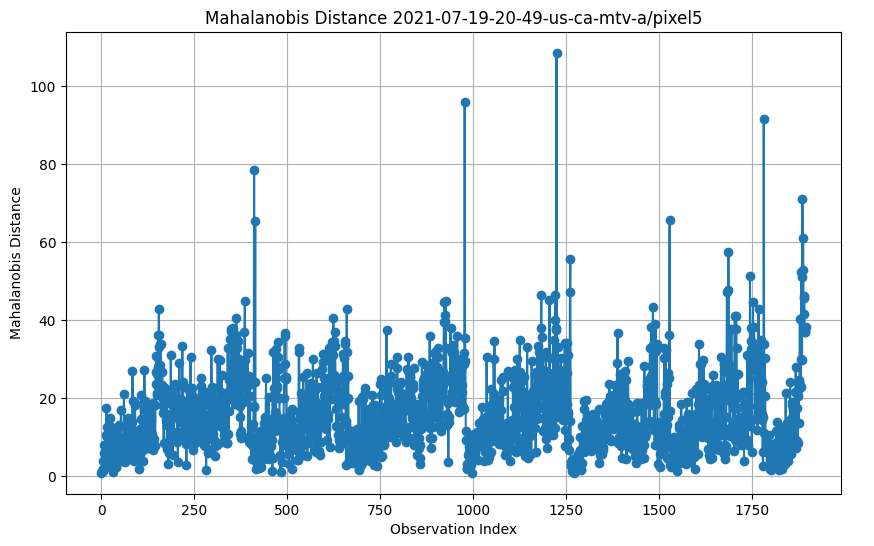 Mahalanobis Distance 2021-07-19-20-49-us-ca-mtv-a/pixel5
Mahalanobis Distance
100
80
60
40
20
0
0 250 500 750 1000 1250 1500 1750
Observation Index